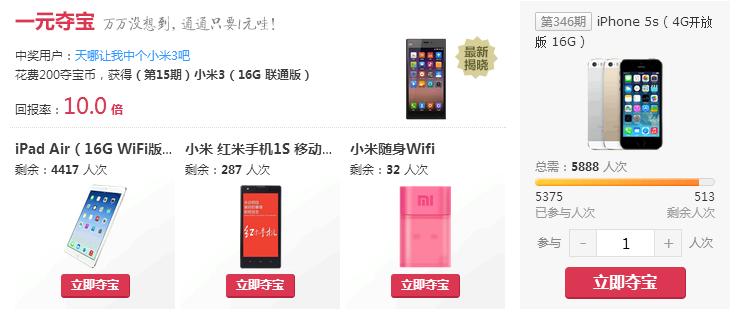 一元夺宝 万万没想到,通通只要1元哇!
中奖用户:天哪让我中个小米3吧
花费200夺宝币,获得(第15期)小米3(16G 联通版)
回报率:10.0 倍
最新
揭晓
iPad Air(16G WiFi版...
剩余:4417 人次
立即夺宝
小米 红米手机1S 移动...
剩余:287 人次
红米手机
立即夺宝
小米随身Wifi
剩余:32 人次
mi
立即夺宝
第346期 iPhone 5s(4G开放
版 16G)
总需:5888 人次
5375 513
已参与人次 剩余人次
参与 - 1 + 人次
立即夺宝